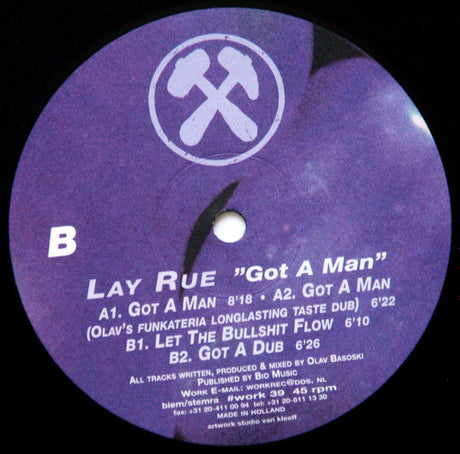 B
Lay Rue "Got A Man"
A1. Got A Man 8'18 • A2. Got A Man
(Olav's funkateria longlasting taste dub) 6'22
B1. Let The Bullshit Flow 6'10
B2. Got A Dub 6'26
All tracks written, produced & mixed by Olav Basoski
Published by Bio Music
Work E-mail: workrec@dds.nl
biem/stemra #work 39 45 rpm
fax: +31 20-411 00 94 tel: +31 20-611 13 30
made in Holland
artwork studio van kleeff